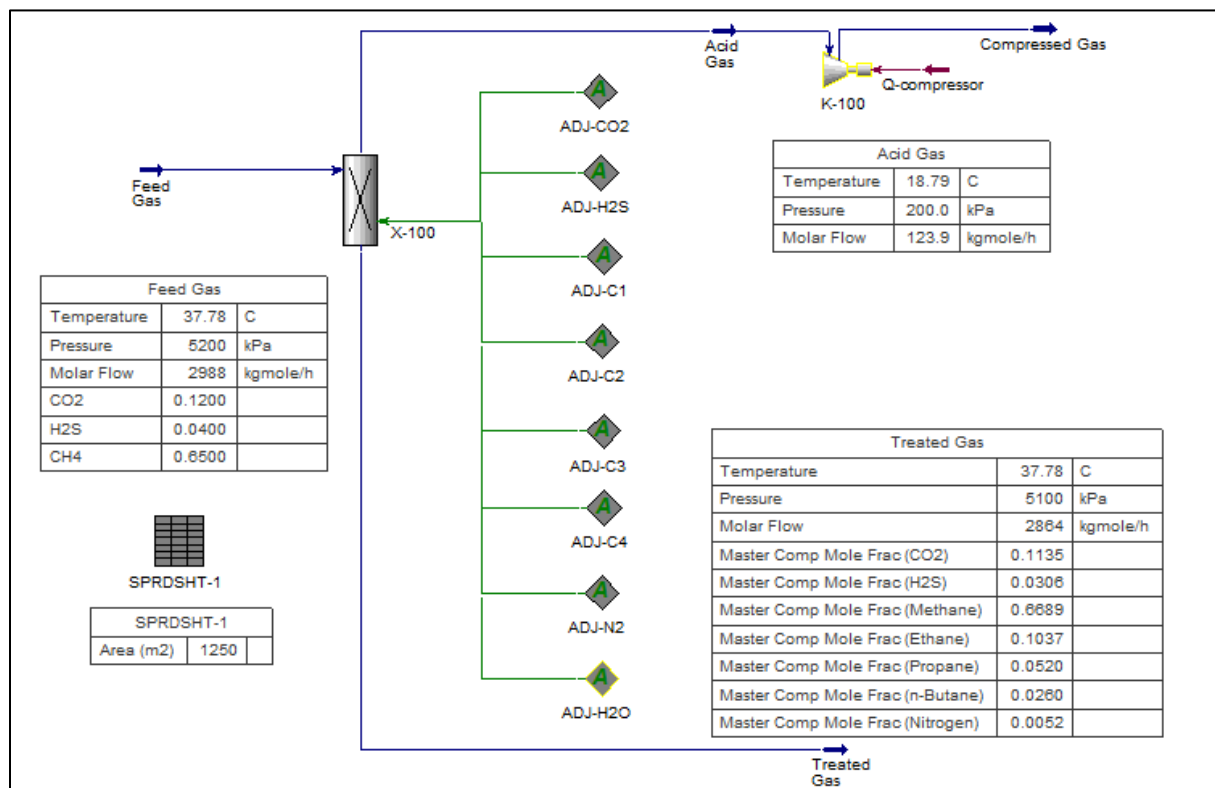 Acid
Gas
Compressed Gas
Q-compressor
K-100
ADJ-CO2
Acid Gas
Temperature 18.79 C
Pressure 200.0 kPa
Molar Flow 123.9 kgmole/h
Feed
Gas
ADJ-H2S
X-100
ADJ-C1
Feed Gas
Temperature 37.78 C
Pressure 5200 kPa
Molar Flow 2988 kgmole/h
CO2 0.1200
H2S 0.0400
CH4 0.6500
ADJ-C2
ADJ-C3
ADJ-C4
ADJ-N2
ADJ-H2O
SPRDSHT-1
SPRDSHT-1
Area (m2) 1250
Treated Gas
Temperature 37.78 C
Pressure 5100 kPa
Molar Flow 2864 kgmole/h
Master Comp Mole Frac (CO2) 0.1135
Master Comp Mole Frac (H2S) 0.0306
Master Comp Mole Frac (Methane) 0.6689
Master Comp Mole Frac (Ethane) 0.1037
Master Comp Mole Frac (Propane) 0.0520
Master Comp Mole Frac (n-Butane) 0.0260
Master Comp Mole Frac (Nitrogen) 0.0052
Treated
Gas
A
A
A
A
A
A
A
A